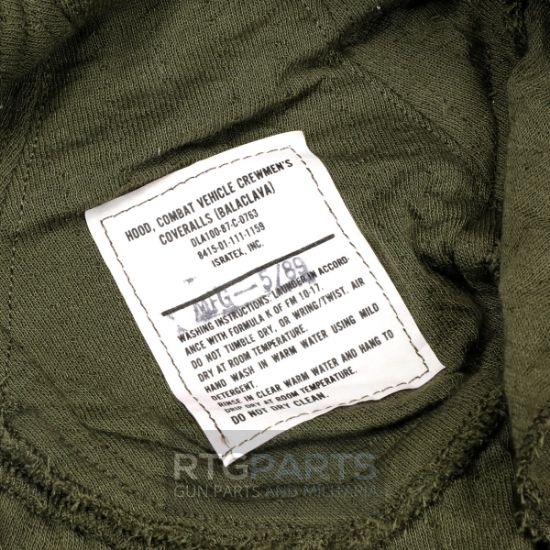 HOOD, COMBAT VEHICLE CREWMEN'S
COVERALLS (BALACLAVA)
DLA100-87-C-0763
8415-01-111-1159
ISRATEX, INC.
MFG — 5/89
WASHING INSTRUCTIONS: LAUNDER IN ACCORD-
ANCE WITH FORMULA K OF FM 10-17.
DO NOT TUMBLE DRY, OR WRING/TWIST. AIR
DRY AT ROOM TEMPERATURE.
HAND WASH IN WARM WATER USING MILD
DETERGENT.
RINSE IN CLEAR WARM WATER AND HANG TO
DRIP DRY AT ROOM TEMPERATURE.
DO NOT DRY CLEAN.
RTGPARTS
GUN PARTS AND MILITARIA